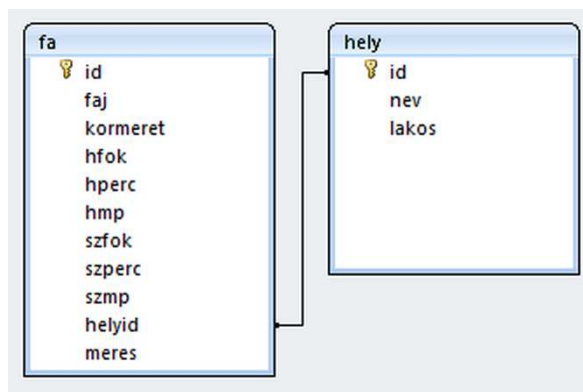 fa
id
faj
kormeret
hfok
hperc
hmp
szfok
szperc
szmp
helyid
meres
hely
id
nev
lakos